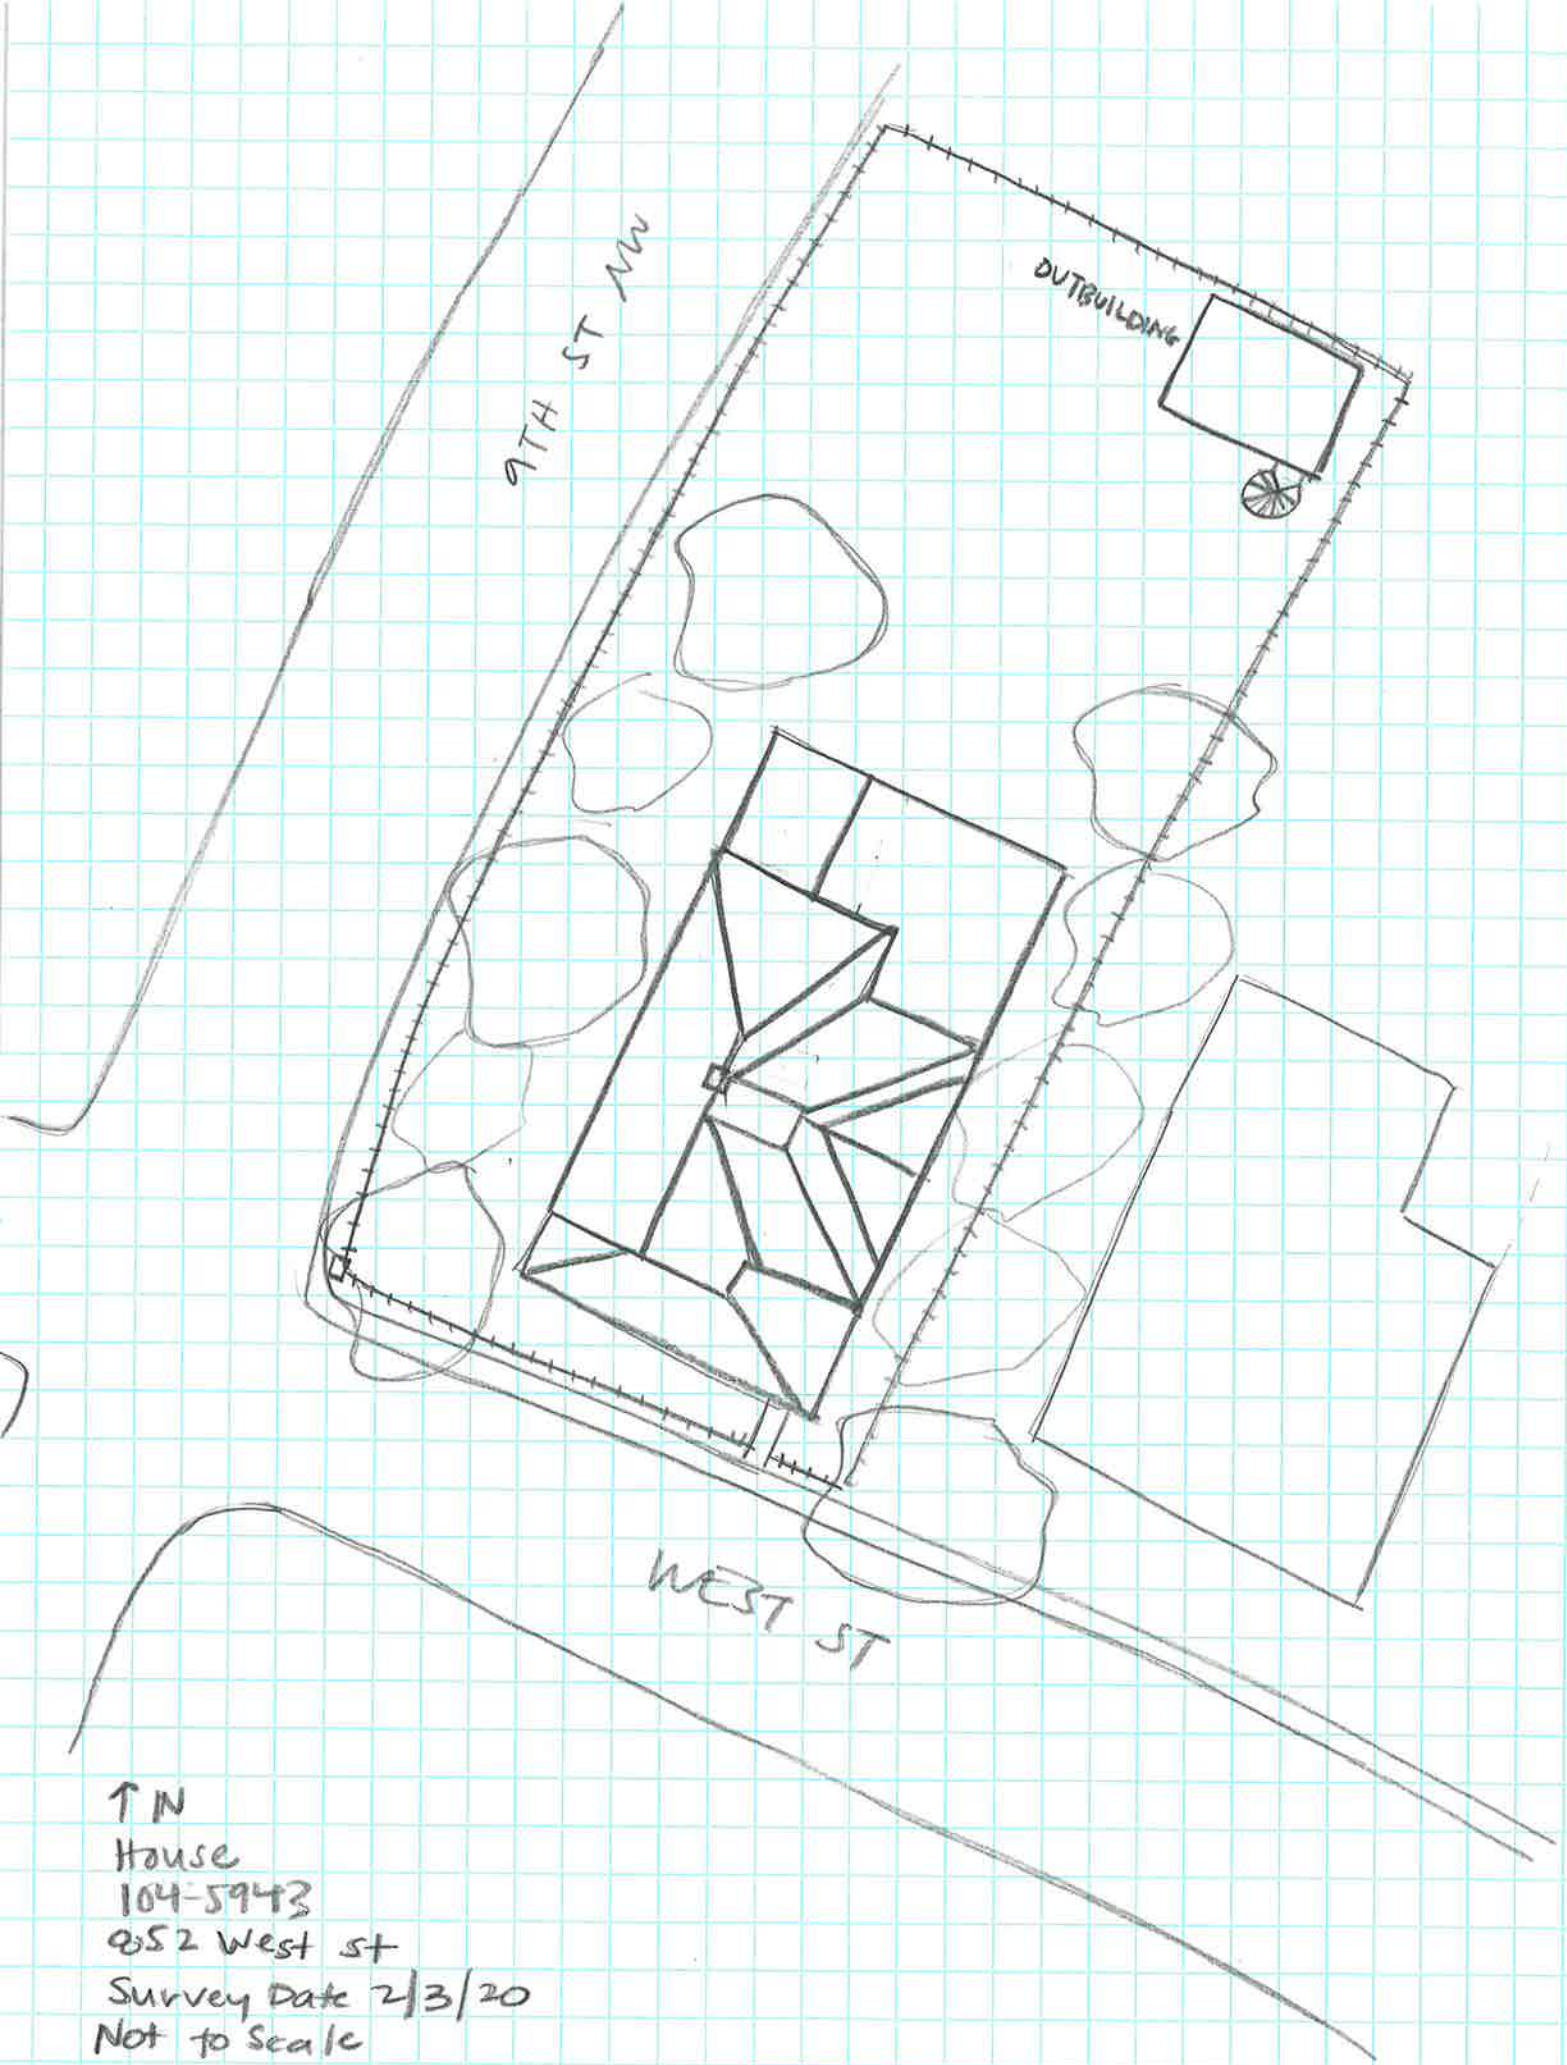 9TH ST NW
OUTBUILDING
WEST ST
↑ N
House
104-5943
852 West st
Survey Date 2/3/20
Not to Scale